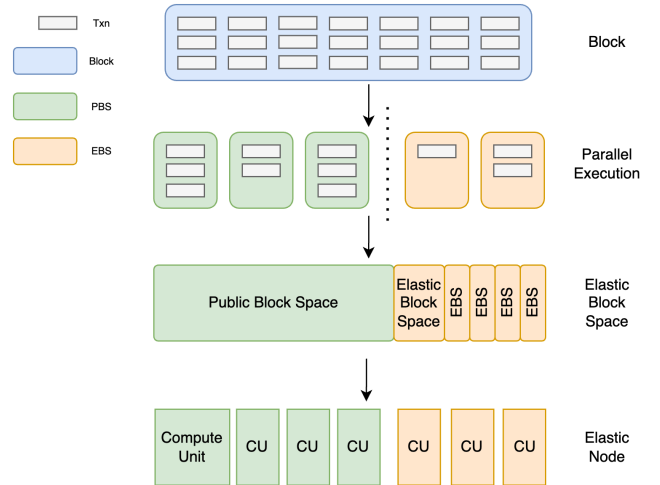 Txn
Block
PBS
EBS
Block
Parallel
Execution
Public Block Space
Elastic
Block
Space
EBS
EBS
EBS
EBS
Elastic
Block
Space
Compute
Unit
CU
CU
CU
CU
CU
CU
Elastic
Node